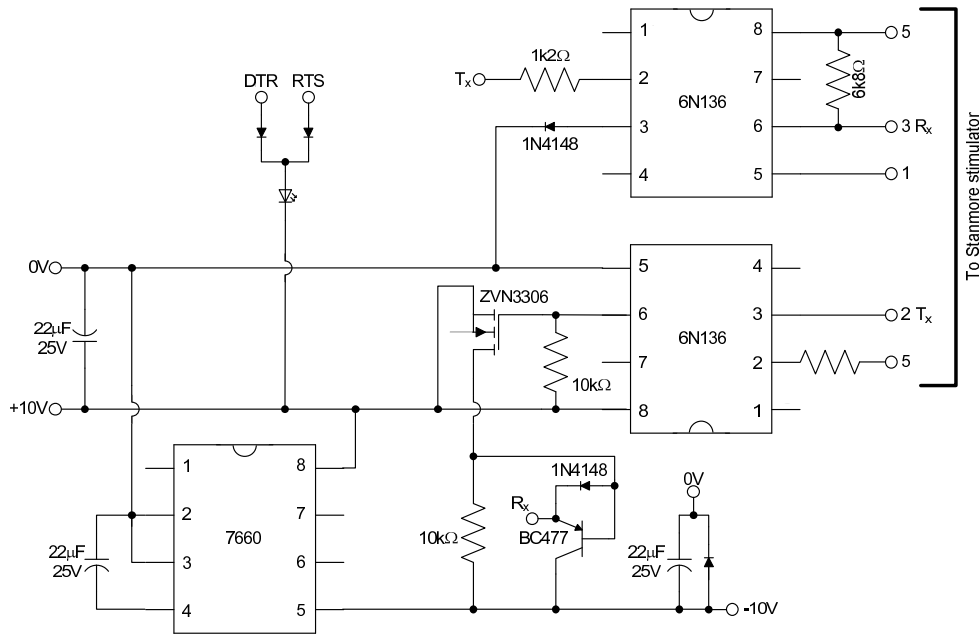 1 8 5
1k2Ω
Tx 2 7 6k8Ω
DTR RTS
6N136
3 6 3 Rx
1N4148
4 5 1
To Stanmore stimulator
0V 5 4
ZVN3306
22µF
25V
6 3 2 Tx
6N136
7 2 5
10kΩ
+10V 8 1
1 8
1N4148
0V
2 7
Rx
7660
10kΩ
BC477
22µF
25V
22µF
25V
3 6
4 5
-10V